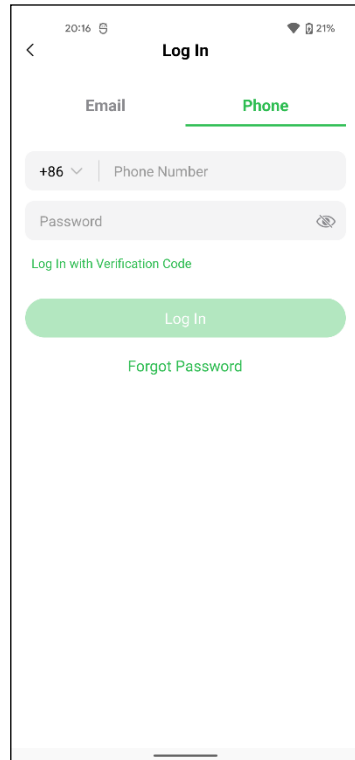 20:16 21%
Log In
Email Phone
+86 Phone Number
Password
Log In with Verification Code
Log In
Forgot Password